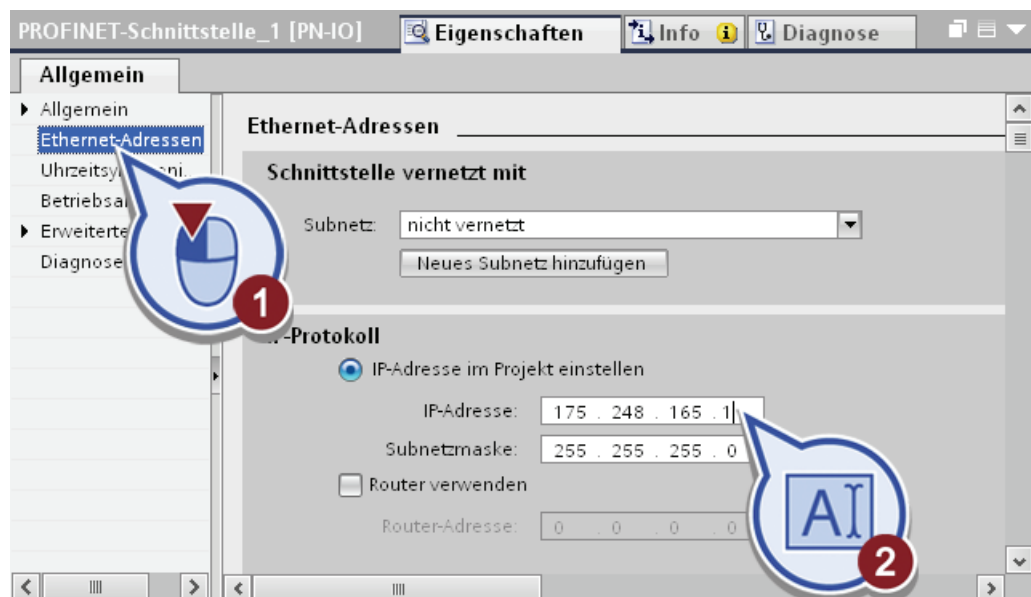 PROFINET-Schnittstelle_1 [PN-IO]
Eigenschaften
Info
Diagnose
Allgemein
Allgemein
Ethernet-Adressen
Uhrzeitsy
ni..
Erweiterte
Diagnose
Ethernet-Adressen
Schnittstelle vernetzt mit
Subnetz: nicht vernetzt
Neues Subnetz hinzufügen
-Protokoll
IP-Adresse im Projekt einstellen
IP-Adresse: 175 . 248 . 165 . 1
Subnetzmaske: 255 . 255 . 255 . 0
Router verwenden
Router-Adresse: 0 . 0 . 0 . 0
1
A
2